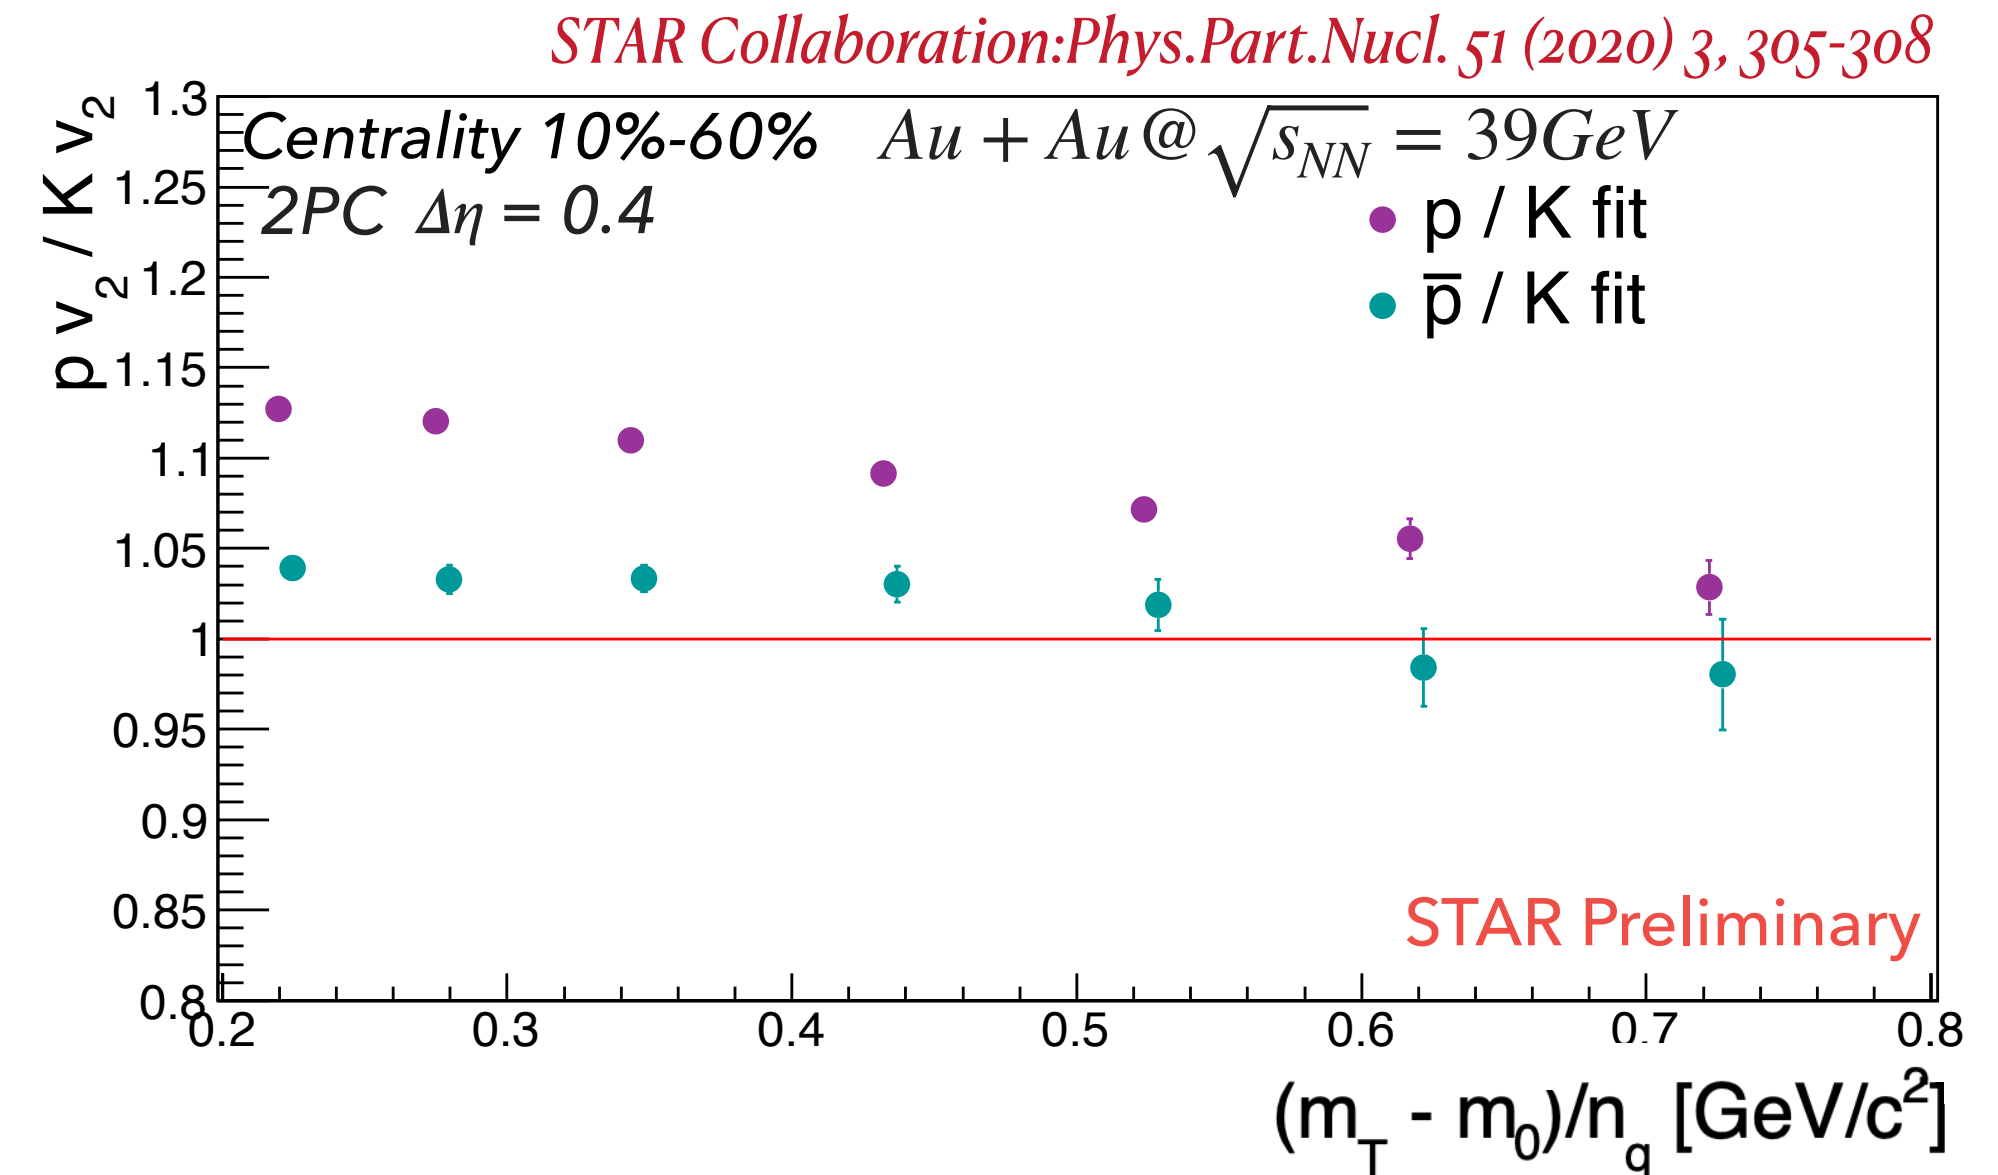 STAR Collaboration:Phys.Part.Nucl. 51 (2020) 3, 305-308
p v₂ / K v₂
1.3
1.25
1.2
1.15
1.1
1.05
1
0.95
0.9
0.85
0.8
Centrality 10%-60% Au + Au @ √s_NN = 39GeV
2PC Δη = 0.4
p / K fit
p̅ / K fit
STAR Preliminary
0.2 0.3 0.4 0.5 0.6 0.7 0.8
(m_T - m₀)/n_q [GeV/c²]